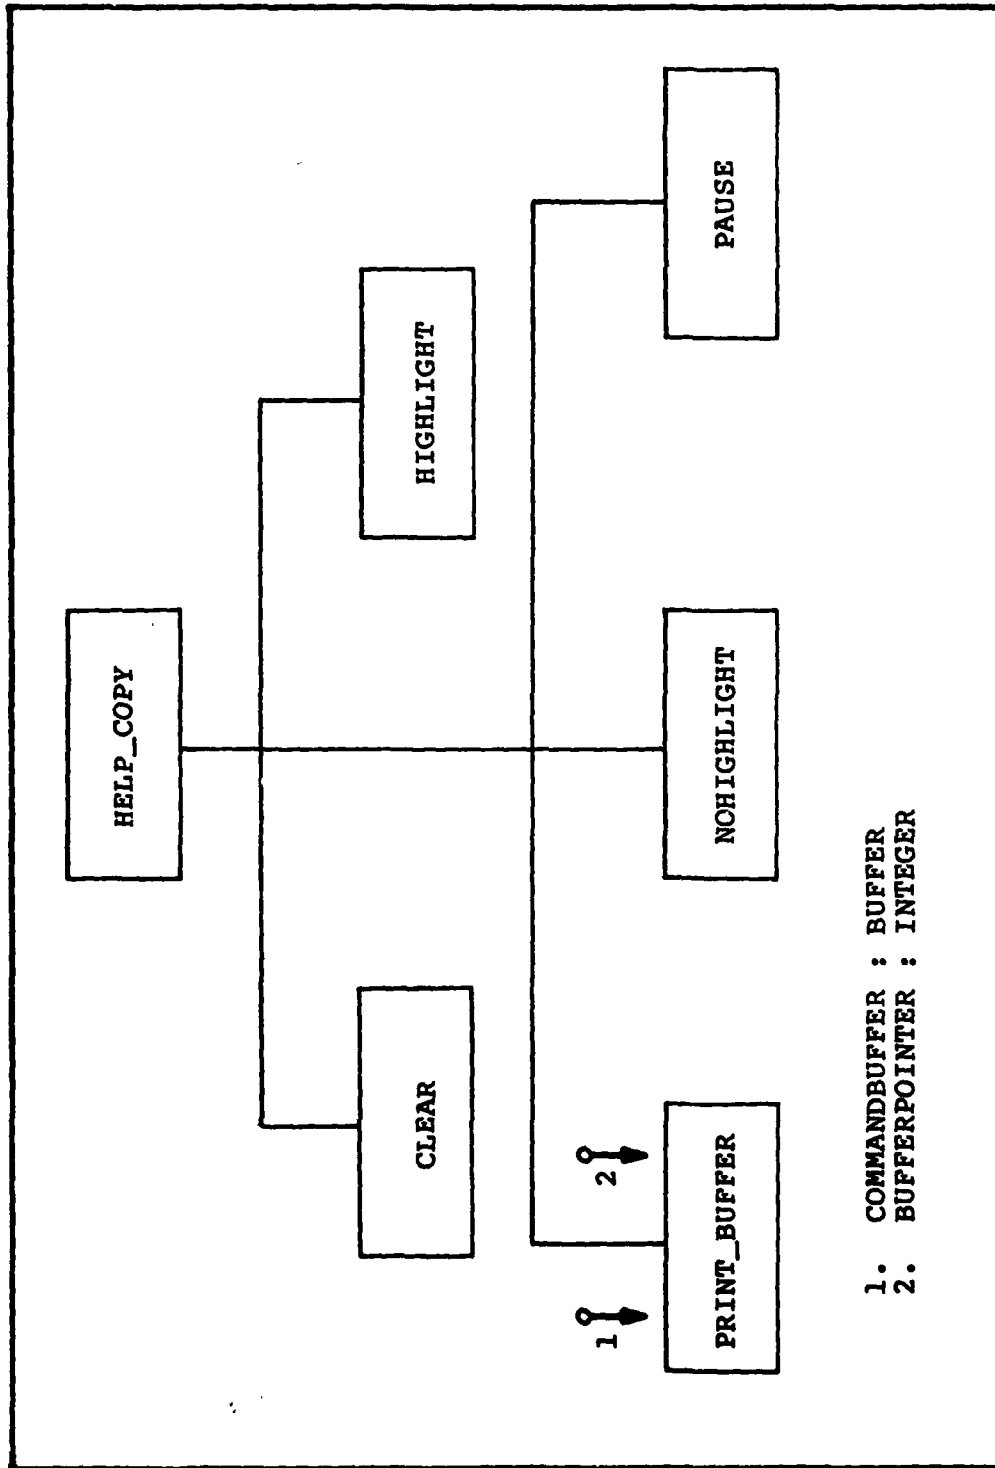 HELP_COPY
CLEAR
HIGHLIGHT
1
2
PRINT_BUFFER
NOHIGHLIGHT
PAUSE
1. COMMANDBUFFER : BUFFER
2. BUFFERPOINTER : INTEGER